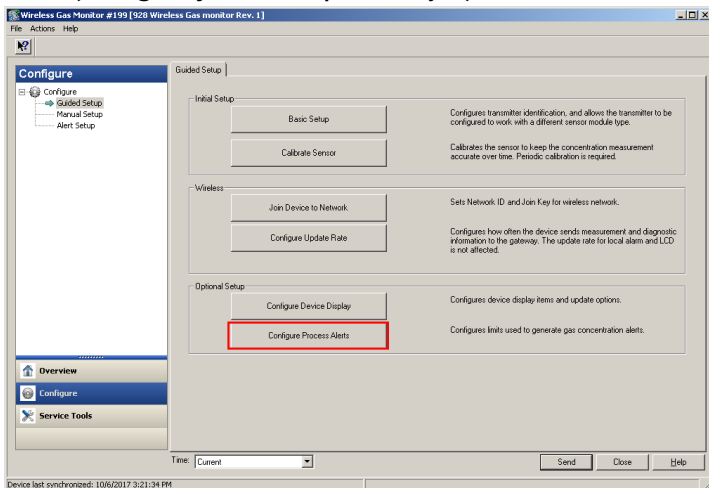 Wireless Gas Monitor #199 [928 Wireless Gas monitor Rev. 1]
File Actions Help
Configure
Configure
Guided Setup
Manual Setup
Alert Setup
Overview
Configure
Service Tools
Guided Setup
Initial Setup
Basic Setup
Configures transmitter identification, and allows the transmitter to be
configured to work with a different sensor module type.
Calibrate Sensor
Calibrates the sensor to keep the concentration measurement
accurate over time. Periodic calibration is required.
Wireless
Join Device to Network
Sets Network ID and Join Key for wireless network.
Configure Update Rate
Configures how often the device sends measurement and diagnostic
information to the gateway. The update rate for local alarm and LCD
is not affected.
Optional Setup
Configure Device Display
Configures device display items and update options.
Configure Process Alerts
Configures limits used to generate gas concentration alerts.
Time: Current
Send Close Help
Device last synchronized: 10/6/2017 3:21:34 PM